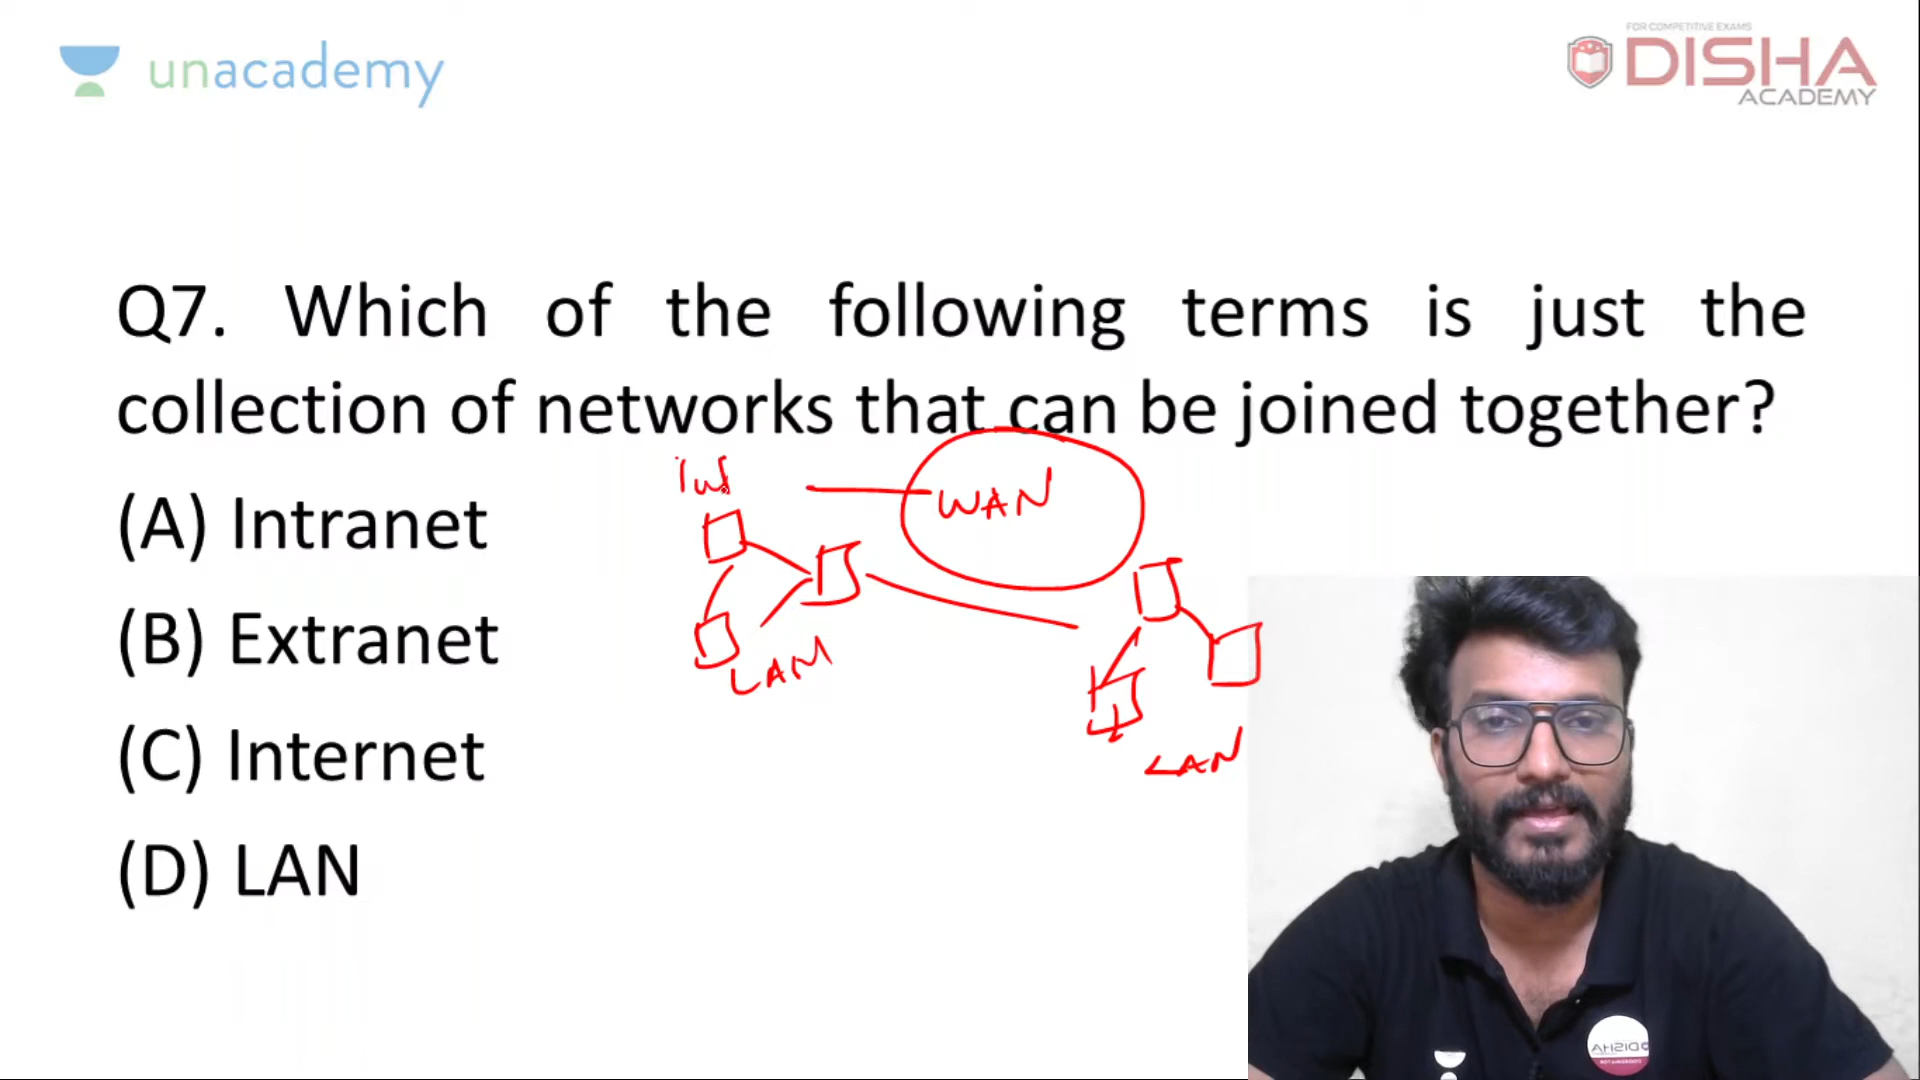 unacademy
FOR COMPETITIVE EXAMS
DISHA
ACADEMY
Q7. Which of the following terms is just the
collection of networks that can be joined together?
(A) Intranet
(B) Extranet
(C) Internet
(D) LAN
WAN
LAN
LAN
DISHA